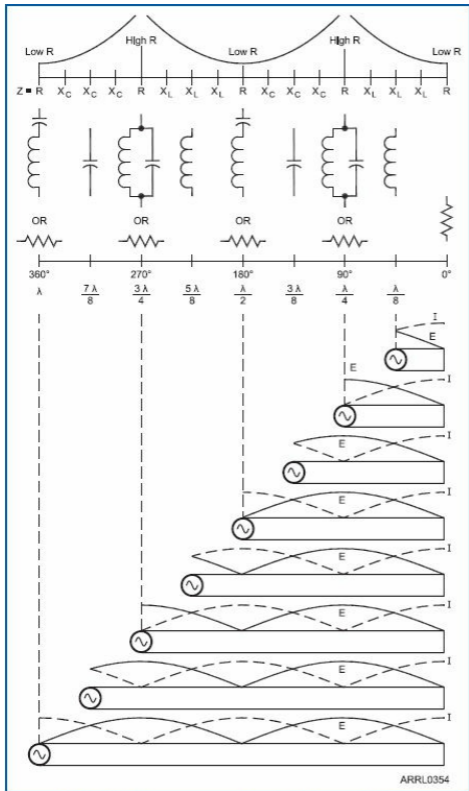 HIgh R HIgh R
Low R Low R Low R
Z = R X_C X_C X_C R X_L X_L X_L R X_C X_C X_C R X_L X_L X_L R
OR OR OR OR
360° 270° 180° 90° 0°
λ 7λ/8 3λ/4 5λ/8 λ/2 3λ/8 λ/4 λ/8
I
E
E
I
I
E
I
E
I
E
I
E
I
E
I
E
ARRL0354